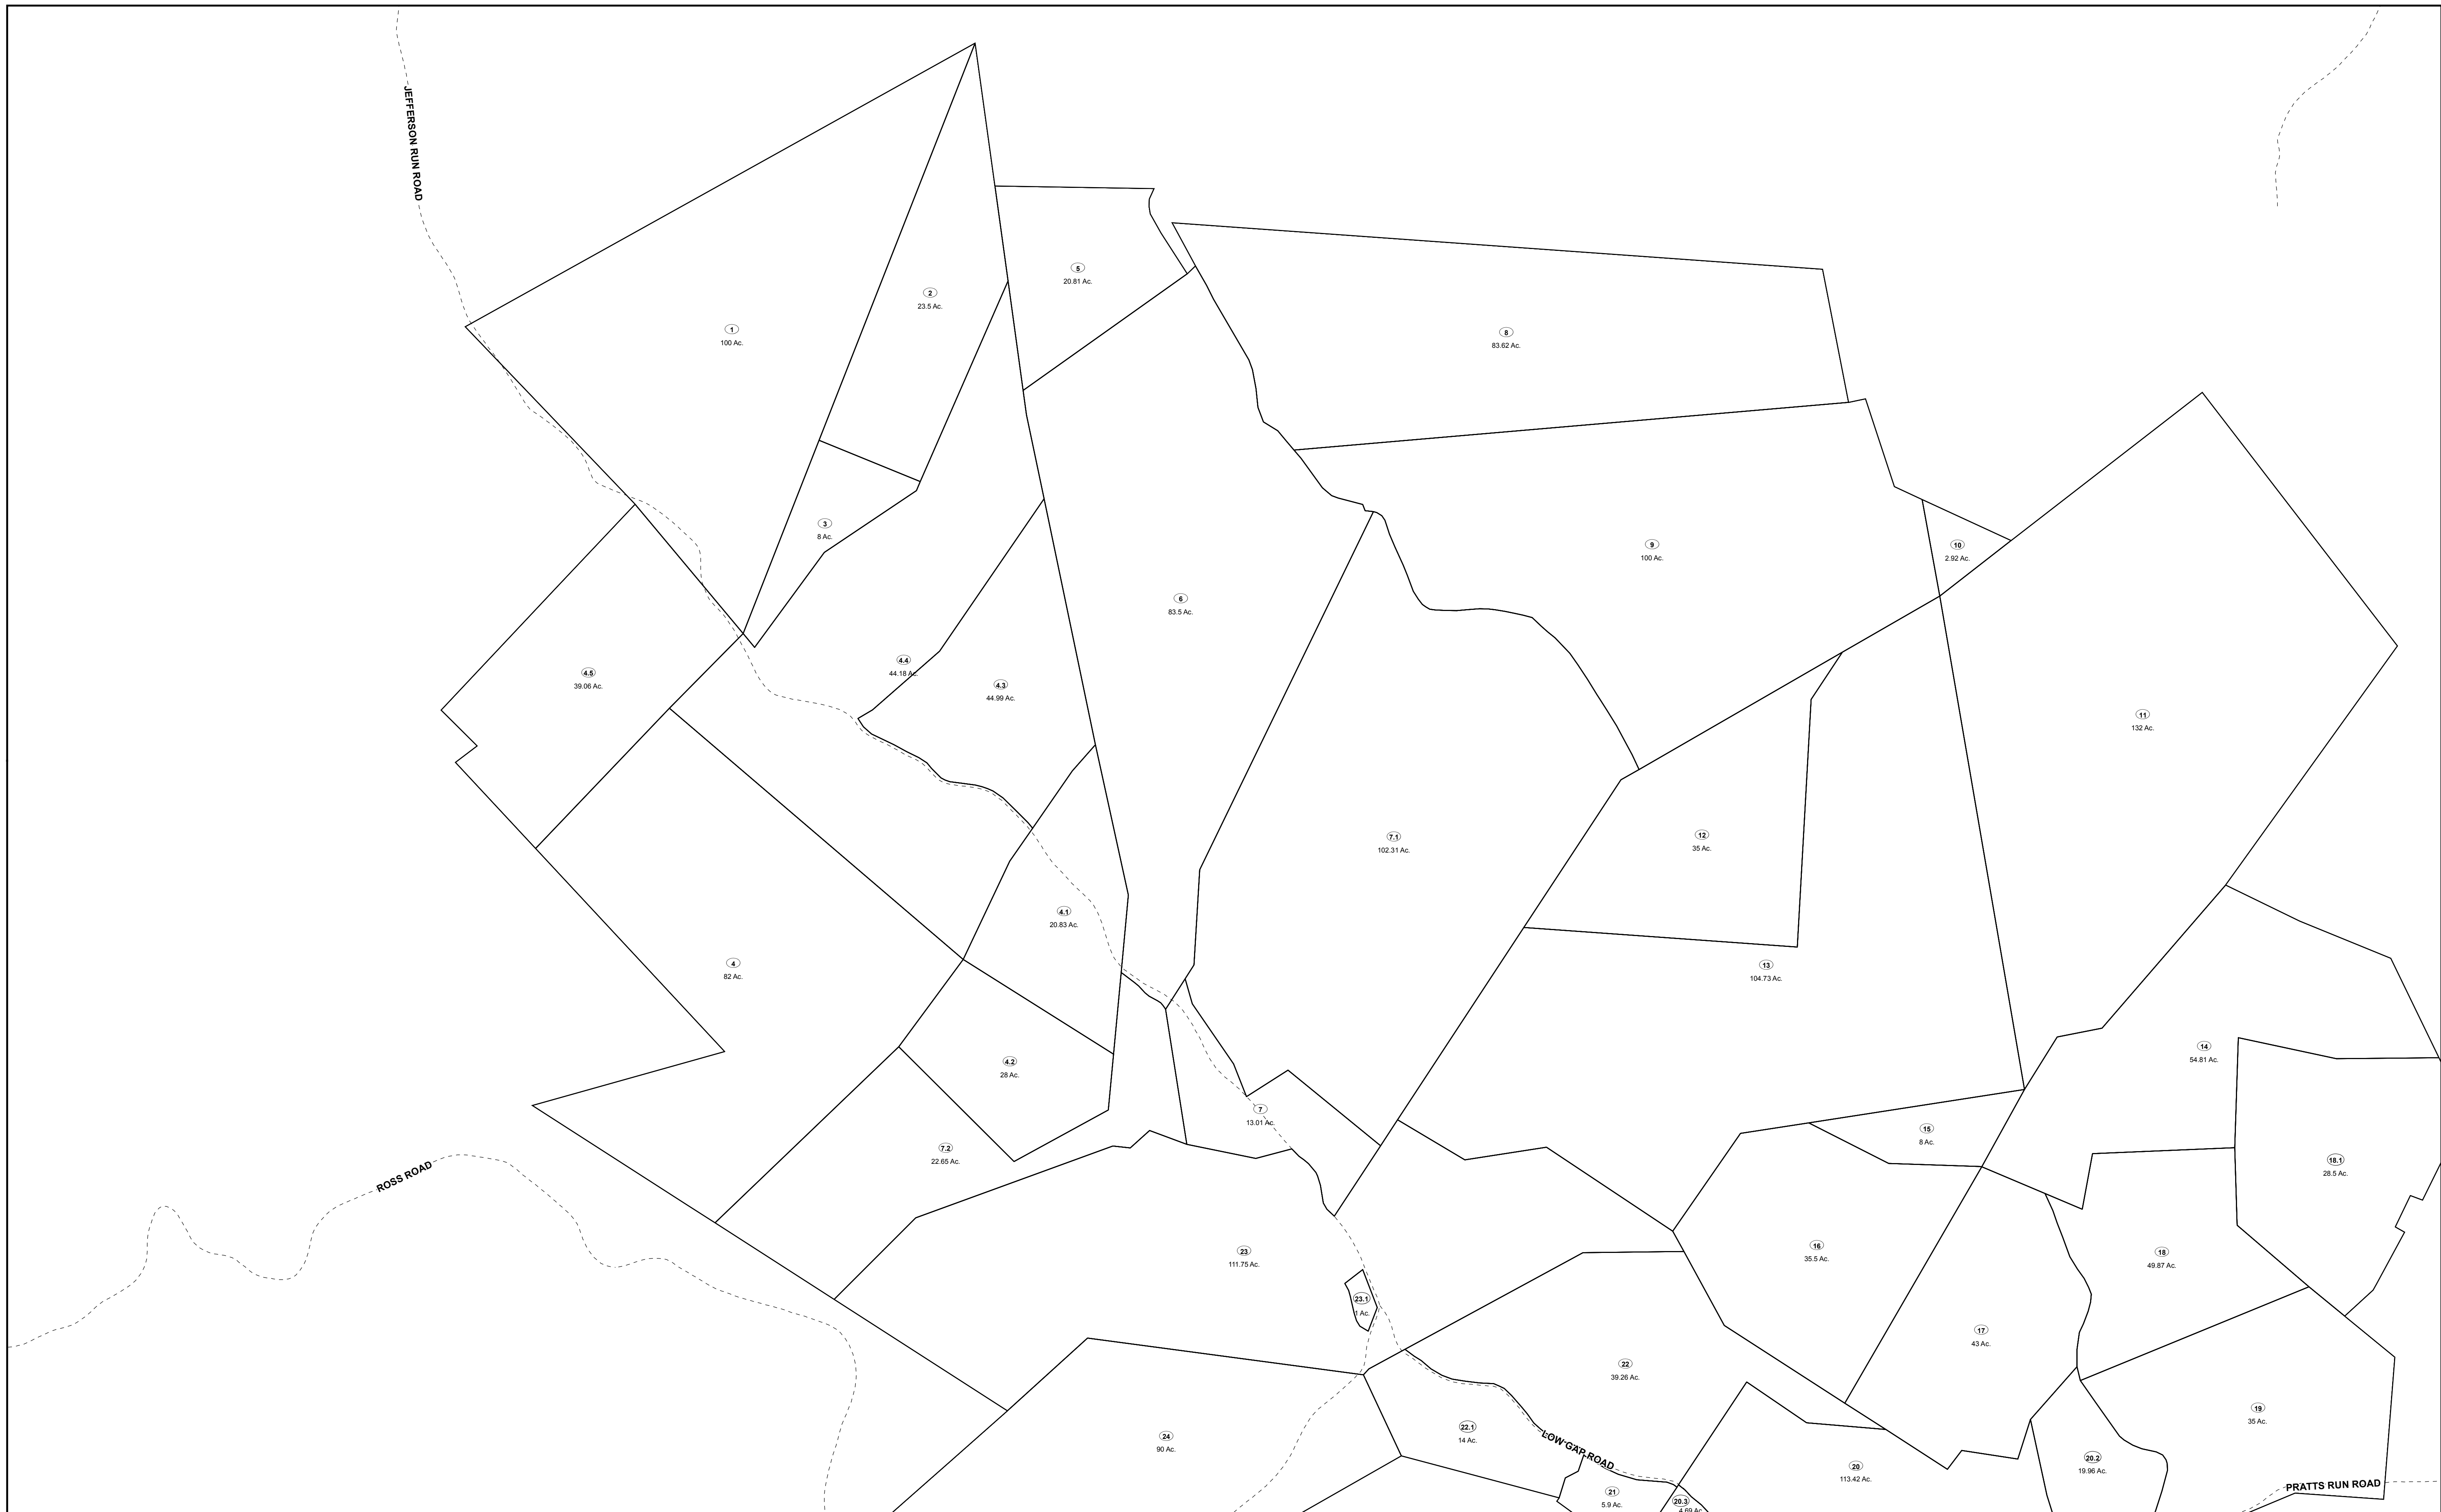 JEFFERSON RUN ROAD
5
20.81 Ac.
2
23.5 Ac.
1
100 Ac.
8
83.62 Ac.
3
8 Ac.
9
100 Ac.
10
2.92 Ac.
6
83.5 Ac.
4.4
44.18 Ac.
4.5
39.06 Ac.
4.3
44.99 Ac.
11
132 Ac.
12
35 Ac.
7.1
102.31 Ac.
4.1
20.83 Ac.
4
82 Ac.
13
104.73 Ac.
14
54.81 Ac.
4.2
28 Ac.
7
13.01 Ac.
15
8 Ac.
7.2
22.65 Ac.
18.1
28.5 Ac.
ROSS ROAD
16
35.5 Ac.
23
111.75 Ac.
18
49.87 Ac.
23.1
1 Ac.
17
43 Ac.
22
39.26 Ac.
19
35 Ac.
22.1
14 Ac.
24
90 Ac.
LOW GAP ROAD
20.2
19.96 Ac.
20
113.42 Ac.
PRATTS RUN ROAD
21
5.9 Ac.
20.3
4.69 Ac.